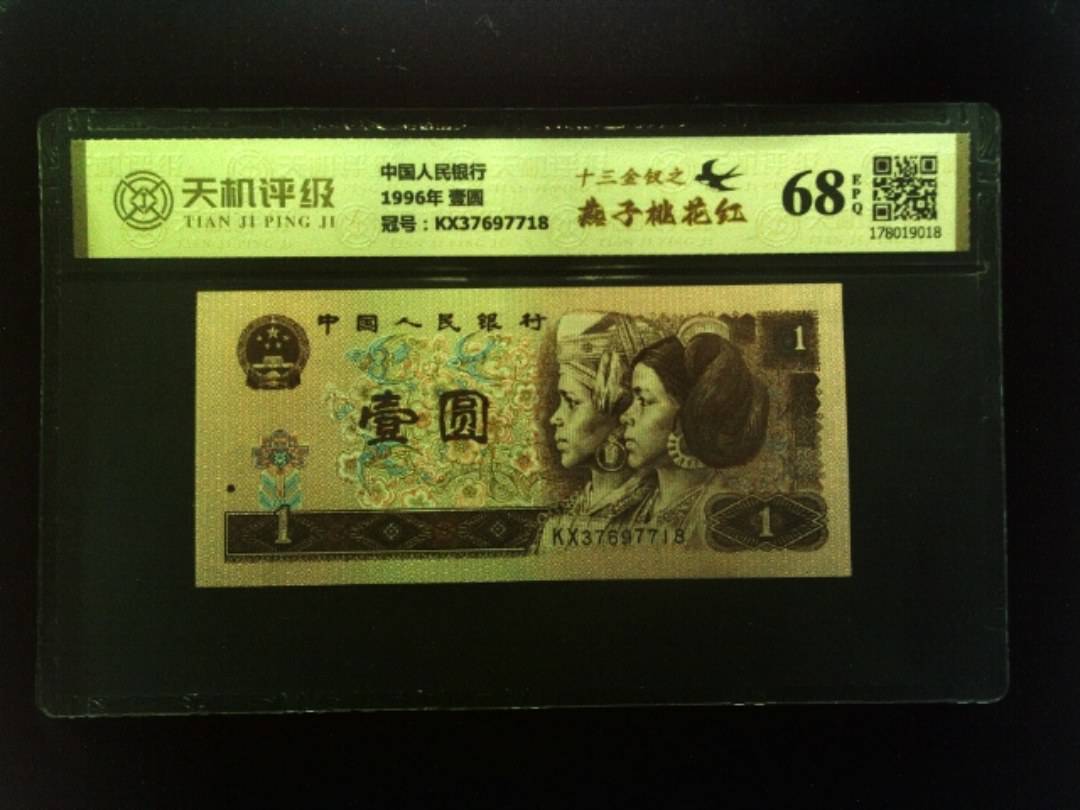 天机评级
TIAN JI PING JI
中国人民银行
1996年 壹圆
冠号：KX37697718
十三金钗之
燕子桃花红
68
EPQ
178019018
中国人民银行
壹圆
1
1
KX37697718
1